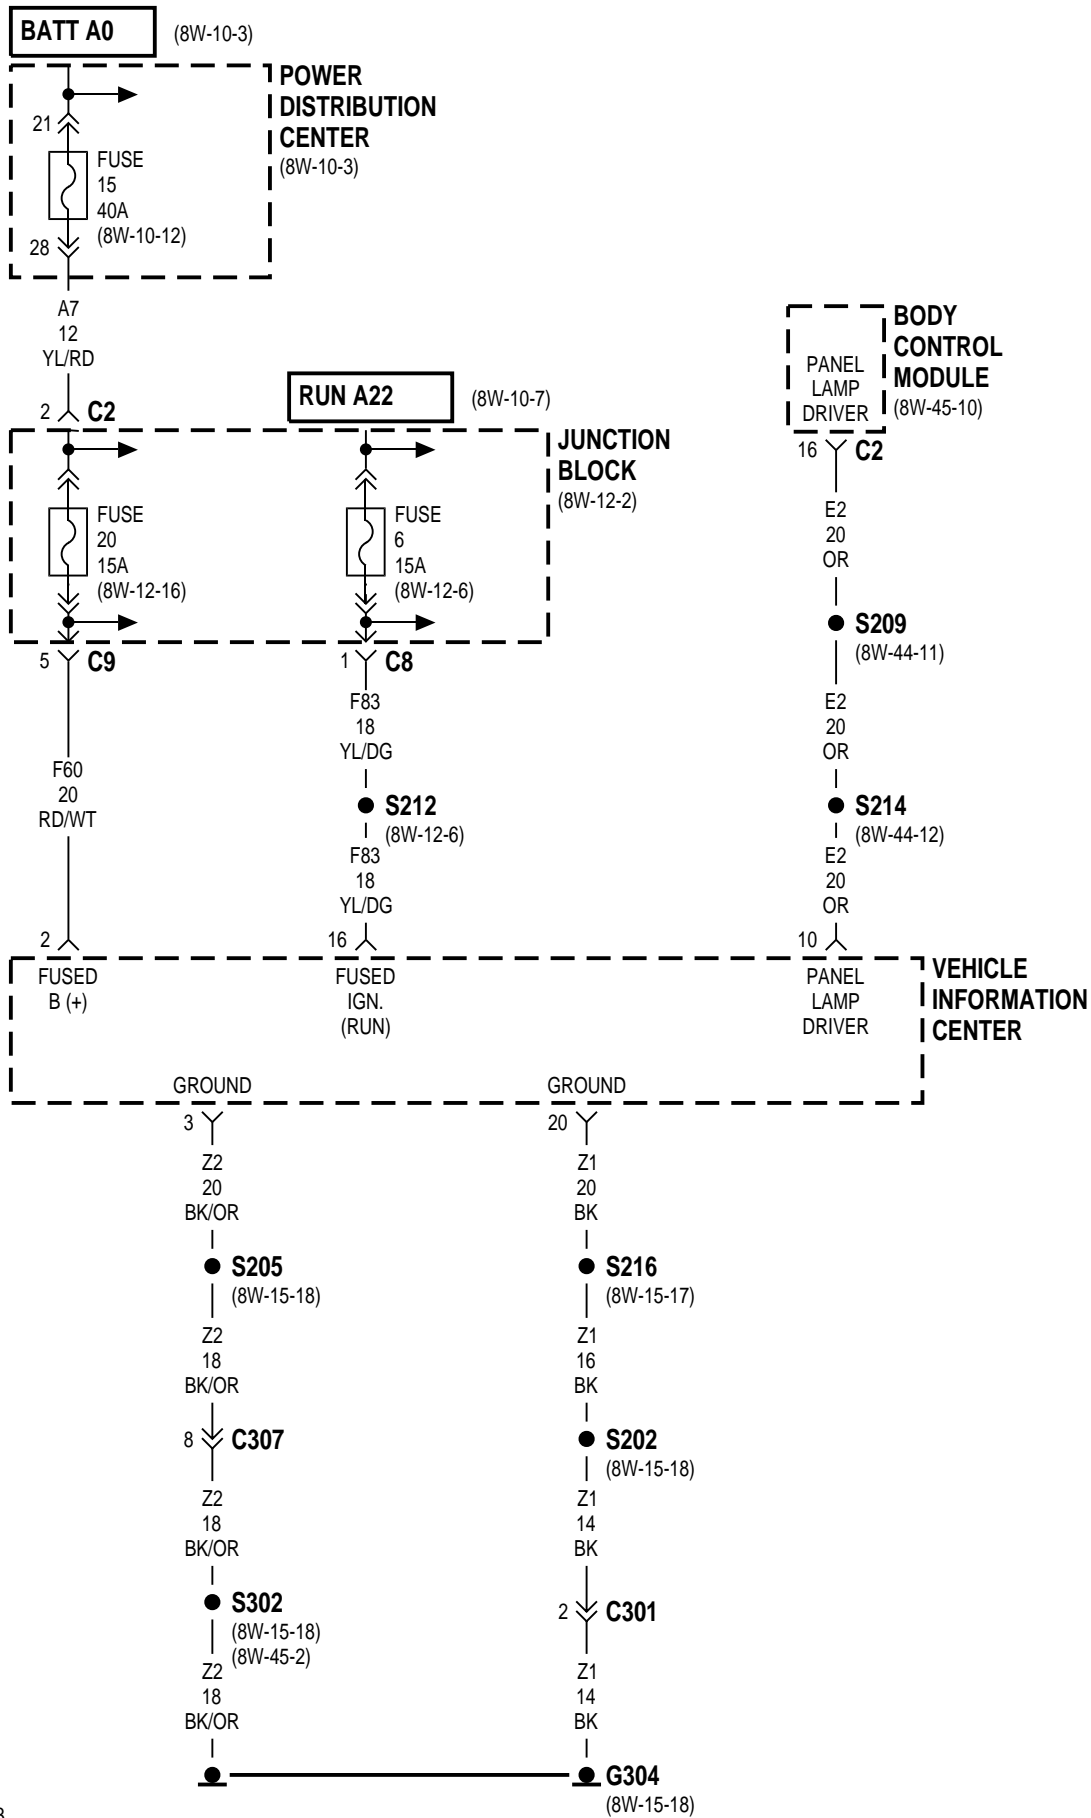 BATT A0 (8W-10-3)
POWER
DISTRIBUTION
CENTER
(8W-10-3)
21
FUSE
15
40A
(8W-10-12)
28
A7
12
YL/RD
2 C2
RUN A22 (8W-10-7)
BODY
CONTROL
MODULE
(8W-45-10)
PANEL
LAMP
DRIVER
16 C2
JUNCTION
BLOCK
(8W-12-2)
FUSE
20
15A
(8W-12-16)
FUSE
6
15A
(8W-12-6)
5 C9
1 C8
E2
20
OR
S209
(8W-44-11)
F60
20
RD/WT
F83
18
YL/DG
S212
(8W-12-6)
F83
18
YL/DG
E2
20
OR
S214
(8W-44-12)
E2
20
OR
2
16
10
FUSED
B (+)
FUSED
IGN.
(RUN)
PANEL
LAMP
DRIVER
VEHICLE
INFORMATION
CENTER
GROUND
GROUND
3
Z2
20
BK/OR
S205
(8W-15-18)
Z2
18
BK/OR
8 C307
Z2
18
BK/OR
S302
(8W-15-18)
(8W-45-2)
Z2
18
BK/OR
20
Z1
20
BK
S216
(8W-15-17)
Z1
16
BK
S202
(8W-15-18)
Z1
14
BK
2 C301
Z1
14
BK
G304
(8W-15-18)